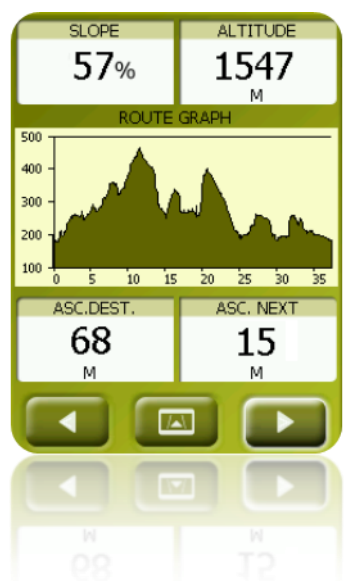 SLOPE
57%
ALTITUDE
1547
M
ROUTE GRAPH
500
400
300
200
100
0 5 10 15 20 25 30 35
ASC.DEST.
68
M
ASC. NEXT
15
M